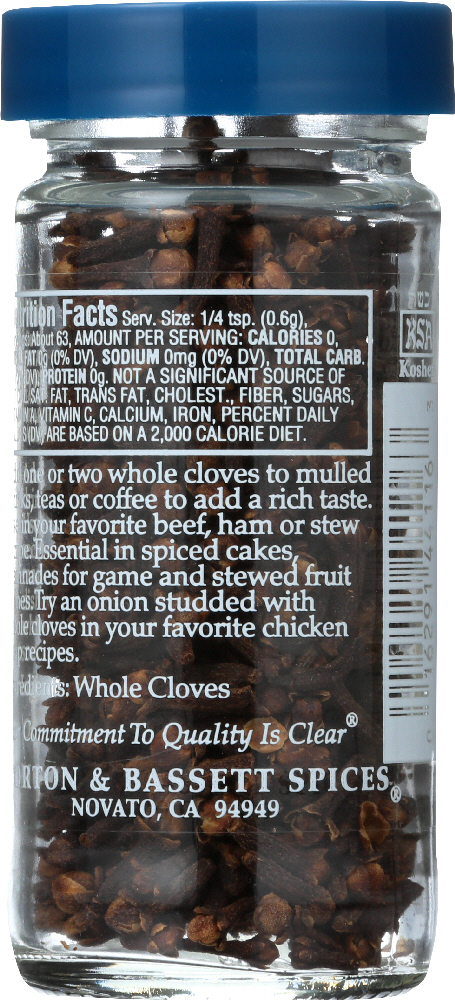 Facts Serv. Size: 1/4 tsp. (0.6g),
About 63, AMOUNT PER SERVING: CALORIES 0,
FAT 0g (0% DV), SODIUM 0mg (0% DV), TOTAL CARB.
PROTEIN 0g. NOT A SIGNIFICANT SOURCE OF
FAT, TRANS FAT, CHOLEST., FIBER, SUGARS,
VITAMIN C, CALCIUM, IRON, PERCENT DAILY
(DV) ARE BASED ON A 2,000 CALORIE DIET.
one or two whole cloves to mulled
teas or coffee to add a rich taste.
in your favorite beef, ham or stew
Essential in spiced cakes,
for game and stewed fruit
Try an onion studded with
cloves in your favorite chicken
recipes.
Whole Cloves
Commitment To Quality Is Clear®
& BASSETT SPICES®
NOVATO, CA 94949